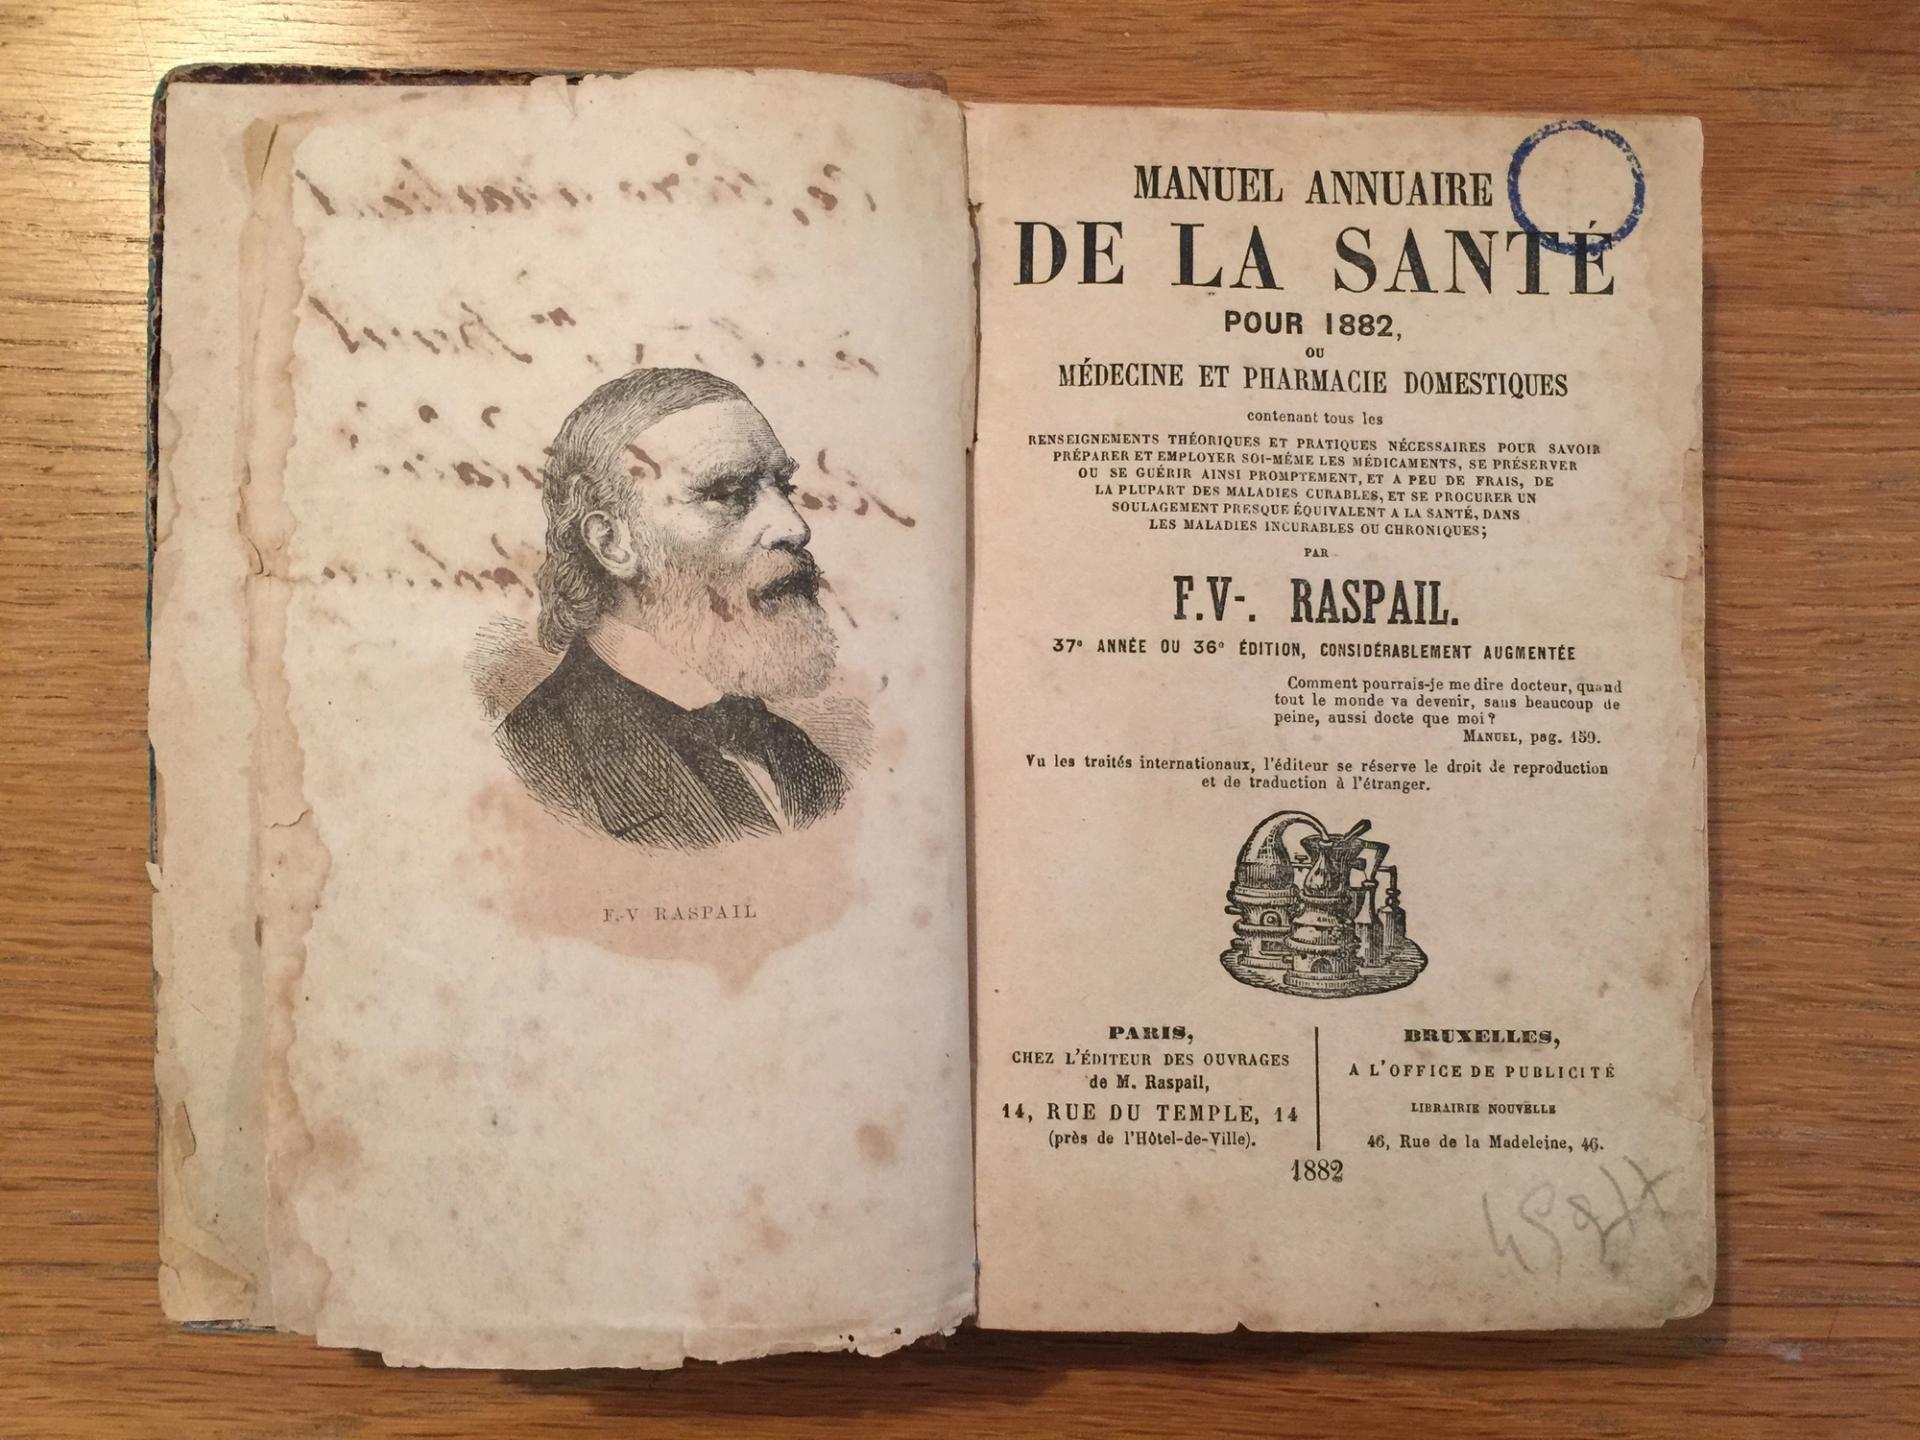 F.-V RASPAIL
MANUEL ANNUAIRE
DE LA SANTÉ
POUR 1882,
OU
MÉDECINE ET PHARMACIE DOMESTIQUES
contenant tous les
RENSEIGNEMENTS THÉORIQUES ET PRATIQUES NÉCESSAIRES POUR SAVOIR
PRÉPARER ET EMPLOYER SOI-MÊME LES MÉDICAMENTS, SE PRÉSERVER
OU SE GUÉRIR AINSI PROMPTEMENT, ET A PEU DE FRAIS, DE
LA PLUPART DES MALADIES CURABLES, ET SE PROCURER UN
SOULAGEMENT PRESQUE ÉQUIVALENT A LA SANTÉ, DANS
LES MALADIES INCURABLES OU CHRONIQUES;
PAR
F.V-. RASPAIL.
37e ANNÉE OU 36e ÉDITION, CONSIDÉRABLEMENT AUGMENTÉE
Comment pourrais-je me dire docteur, quand
tout le monde va devenir, sans beaucoup de
peine, aussi docte que moi?
MANUEL, pag. 159.
Vu les traités internationaux, l'éditeur se réserve le droit de reproduction
et de traduction à l'étranger.
PARIS,
CHEZ L'ÉDITEUR DES OUVRAGES
de M. Raspail,
14, RUE DU TEMPLE, 14
(près de l'Hôtel-de-Ville).
BRUXELLES,
A L'OFFICE DE PUBLICITÉ
LIBRAIRIE NOUVELLE
46, Rue de la Madeleine, 46.
1882